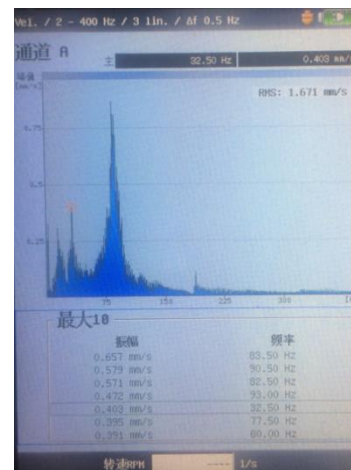 Vel. / 2 - 400 Hz / 3 lin. / Δf 0.5 Hz
通道 A
主 32.50 Hz 0.403 mm/s
峰值
[mm/s]
RMS: 1.671 mm/s
0.75
0.5
0.25
75 150 225 300
最大10
振幅 频率
0.657 mm/s 83.50 Hz
0.579 mm/s 90.50 Hz
0.571 mm/s 82.50 Hz
0.472 mm/s 93.00 Hz
0.403 mm/s 32.50 Hz
0.395 mm/s 77.50 Hz
0.391 mm/s 80.00 Hz
转速RPM ---- 1/s